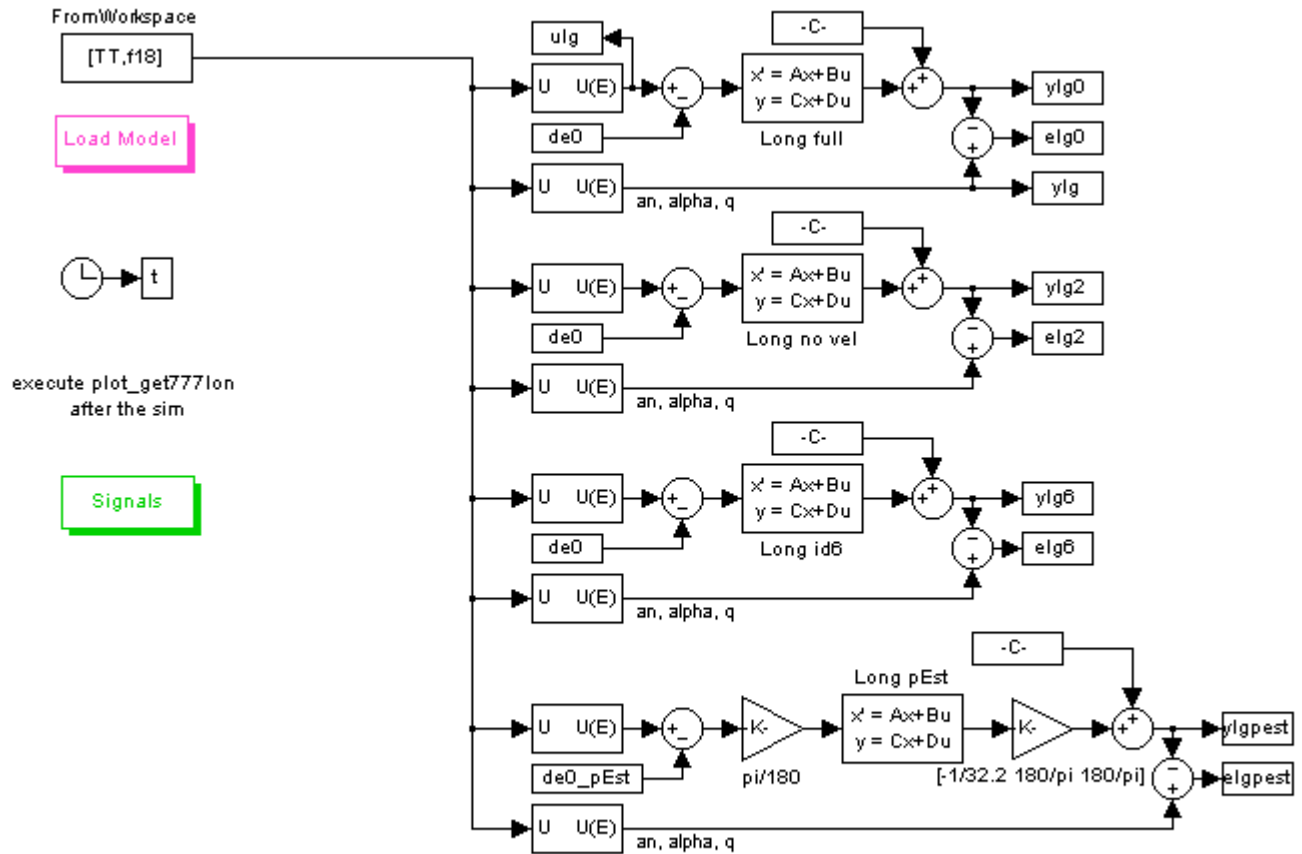 FromWorkspace
[TT,f18]
Load Model
t
execute plot_get777lon
after the sim
Signals
ulg
-C-
U U(E)
+
−
x' = Ax+Bu
y = Cx+Du
+
+
ylg0
de0
Long full
−
+
elg0
U U(E)
an, alpha, q
ylg
-C-
U U(E)
+
−
x' = Ax+Bu
y = Cx+Du
+
+
ylg2
de0
Long no vel
−
+
elg2
U U(E)
an, alpha, q
-C-
U U(E)
+
−
x' = Ax+Bu
y = Cx+Du
+
+
ylg6
de0
Long id6
−
+
elg6
U U(E)
an, alpha, q
-C-
Long pEst
U U(E)
+
−
K-
x' = Ax+Bu
y = Cx+Du
K-
+
+
ylgpest
de0_pEst
pi/180
[-1/32.2 180/pi 180/pi]
−
+
elgpest
U U(E)
an, alpha, q